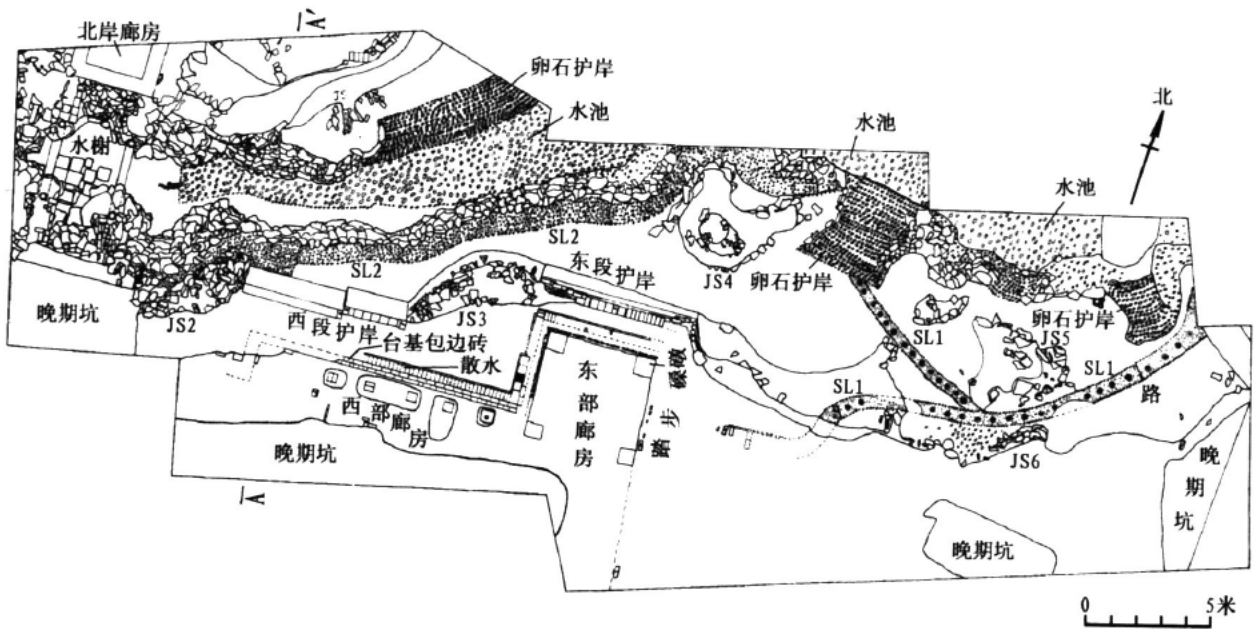 A'
北岸廊房
卵石护岸
水池
水池
北
水榭
水池
SL2
SL2
东段护岸
JS4
卵石护岸
晚期坑
JS2
西段护岸
JS3
SL1
卵石护岸
JS5
台基包边砖
散水
SL1
SL1
路
西部廊房
东部廊房
踏步
JS6
晚期坑
A
晚期坑
晚期坑
0 5米